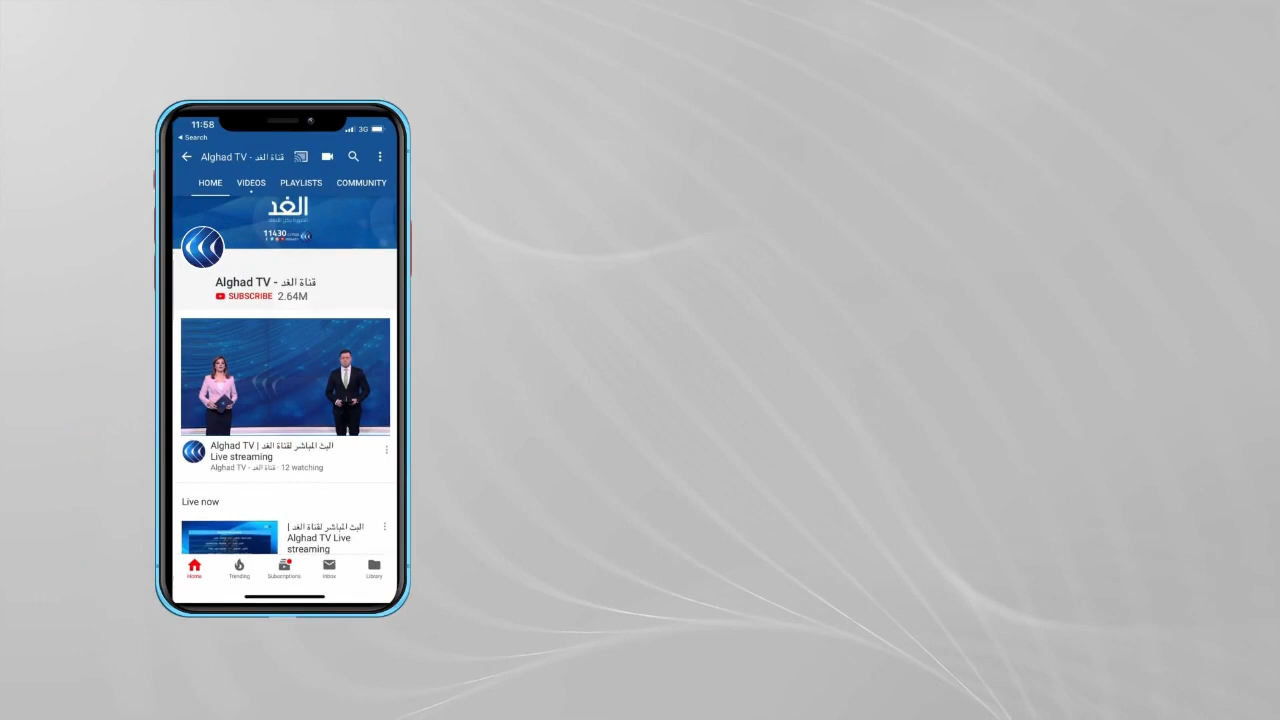 11:58
3G
Search
Alghad TV - قناة الغد
HOME VIDEOS PLAYLISTS COMMUNITY
الغد
11430
Alghad TV - قناة الغد
SUBSCRIBE 2.64M
Alghad TV | البث المباشر لقناة الغد
Live streaming
Alghad TV - قناة الغد · 12 watching
Live now
البث المباشر لقناة الغد |
Alghad TV Live
streaming
Home Trending Subscriptions Inbox Library